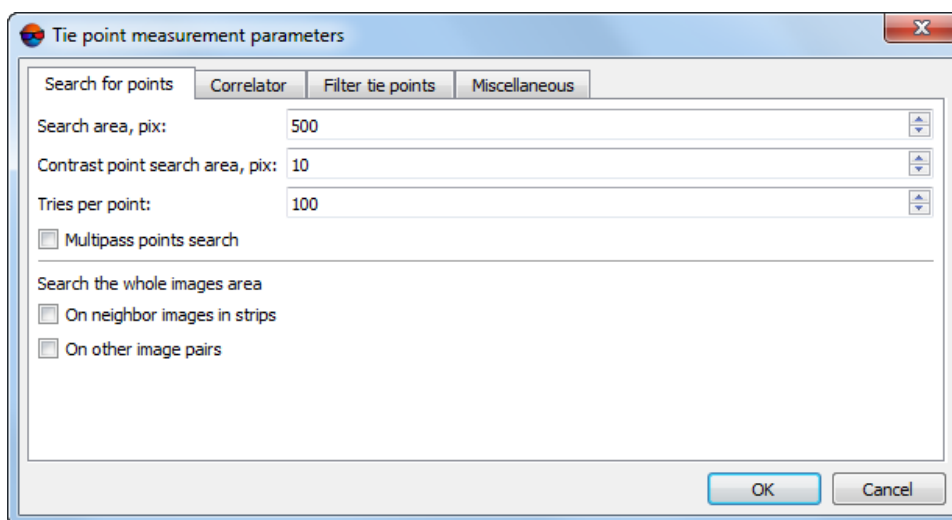 Tie point measurement parameters
x
Search for points Correlator Filter tie points Miscellaneous
Search area, pix: 500
Contrast point search area, pix: 10
Tries per point: 100
Multipass points search
Search the whole images area
On neighbor images in strips
On other image pairs
OK Cancel